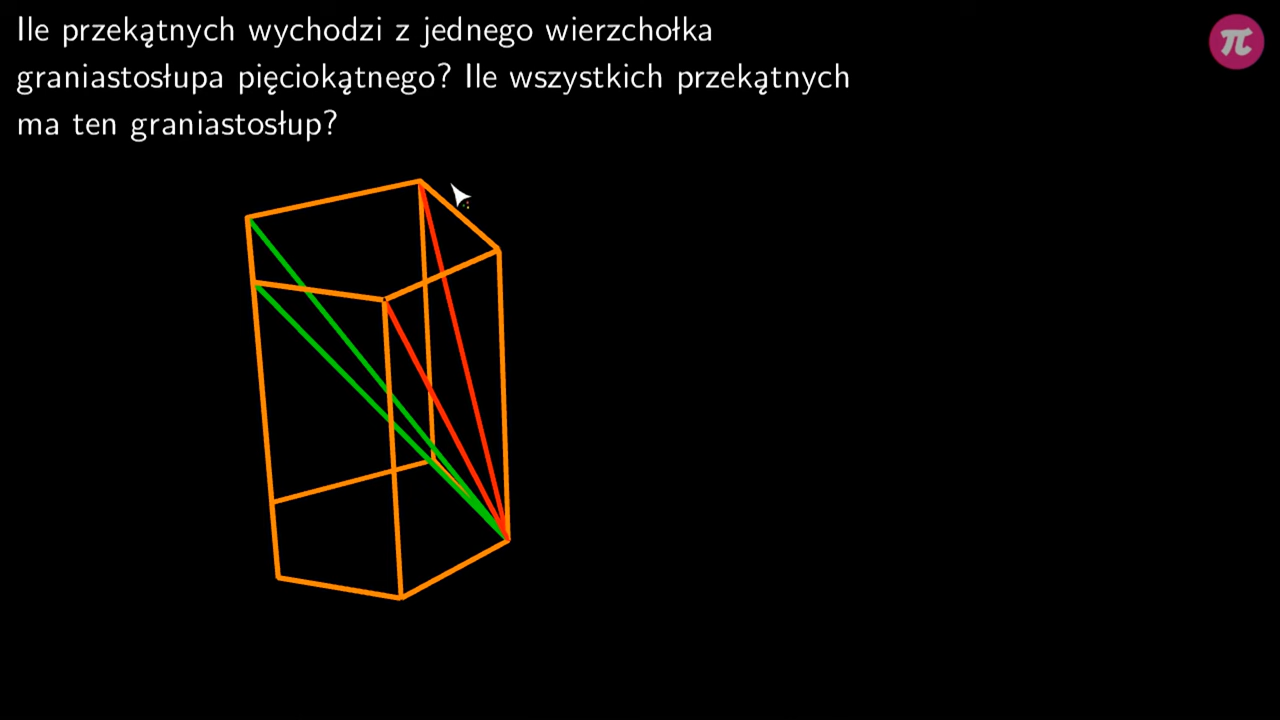 Ile przekątnych wychodzi z jednego wierzchołka
graniastosłupa pięciokątnego? Ile wszystkich przekątnych
ma ten graniastosłup?
π